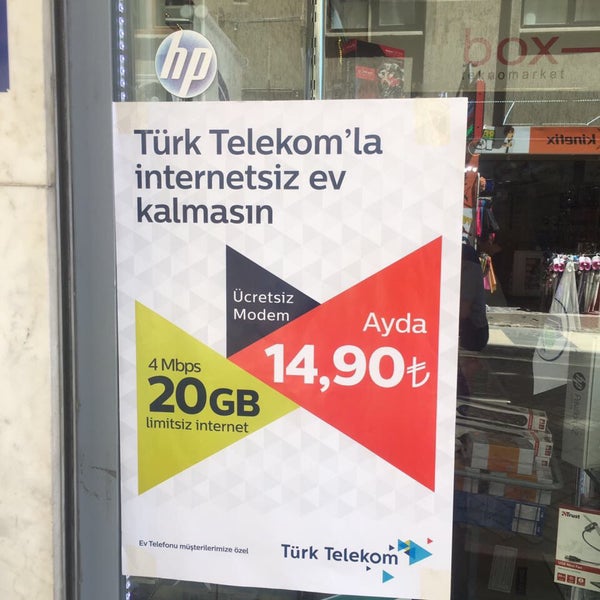 hp
box
teknomarket
Türk Telekom'la
internetsiz ev
kalmasın
kinetix
Ücretsiz
Modem
Ayda
14,90₺
4 Mbps
20GB
limitsiz internet
Ev Telefonu müşterilerimize özel
Türk Telekom
Trust